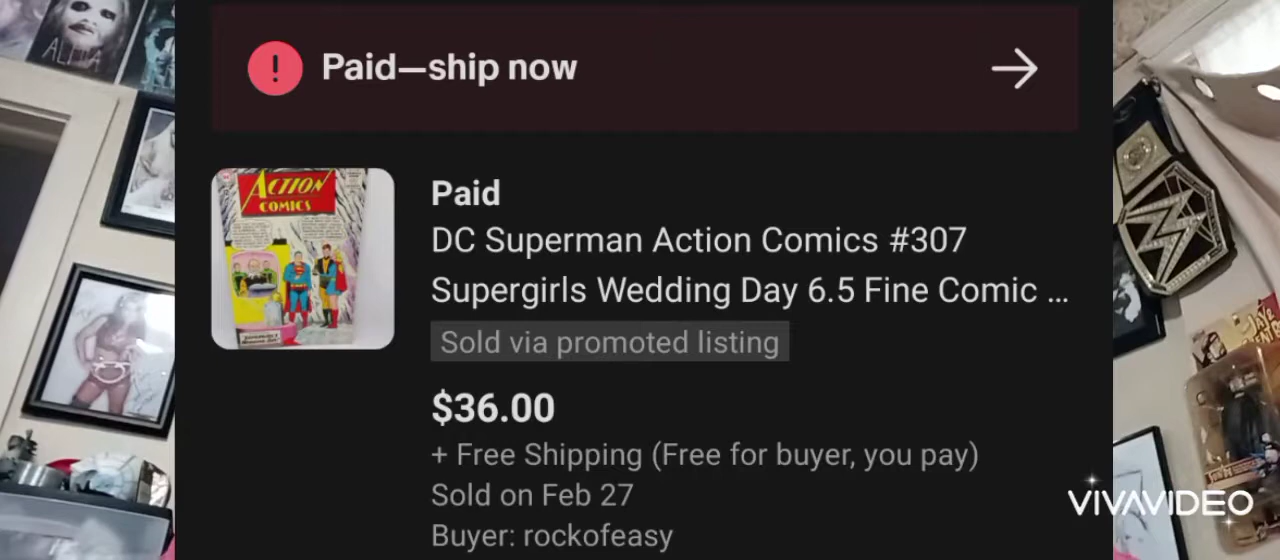 Paid—ship now
ACTION
COMICS
Paid
DC Superman Action Comics #307
Supergirls Wedding Day 6.5 Fine Comic ...
Sold via promoted listing
$36.00
+ Free Shipping (Free for buyer, you pay)
Sold on Feb 27
Buyer: rockofeasy
VIVAVIDEO